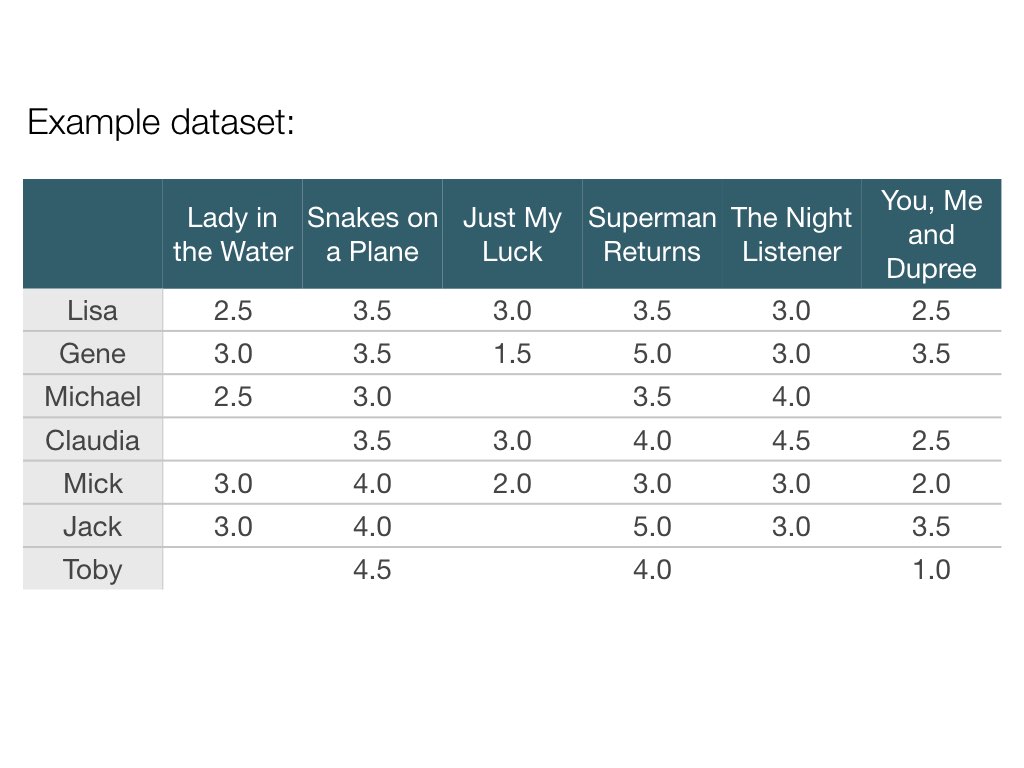 Example dataset:
Lady in the Water Snakes on a Plane Just My Luck Superman Returns The Night Listener You, Me and Dupree
Lisa 2.5 3.5 3.0 3.5 3.0 2.5
Gene 3.0 3.5 1.5 5.0 3.0 3.5
Michael 2.5 3.0 3.5 4.0
Claudia 3.5 3.0 4.0 4.5 2.5
Mick 3.0 4.0 2.0 3.0 3.0 2.0
Jack 3.0 4.0 5.0 3.0 3.5
Toby 4.5 4.0 1.0